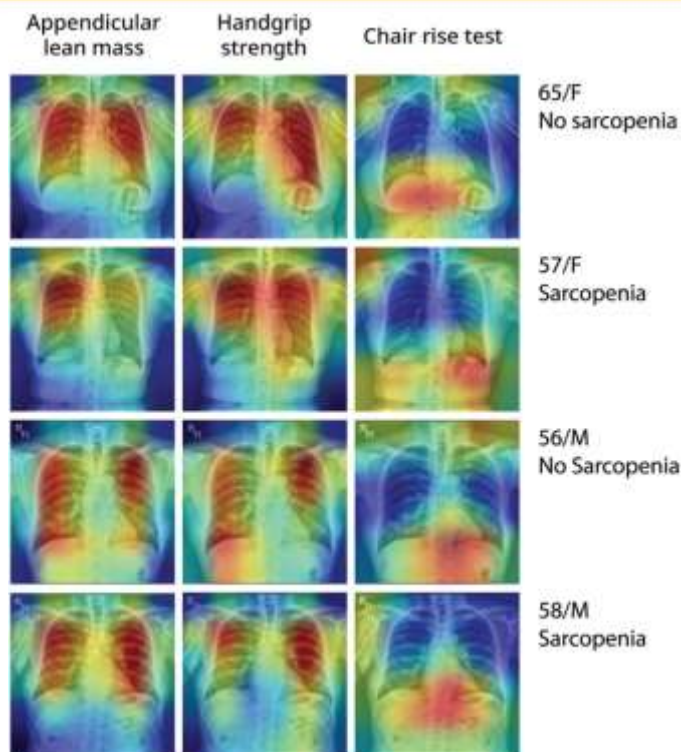 Appendicular
lean mass
Handgrip
strength
Chair rise test
65/F
No sarcopenia
57/F
Sarcopenia
56/M
No Sarcopenia
58/M
Sarcopenia